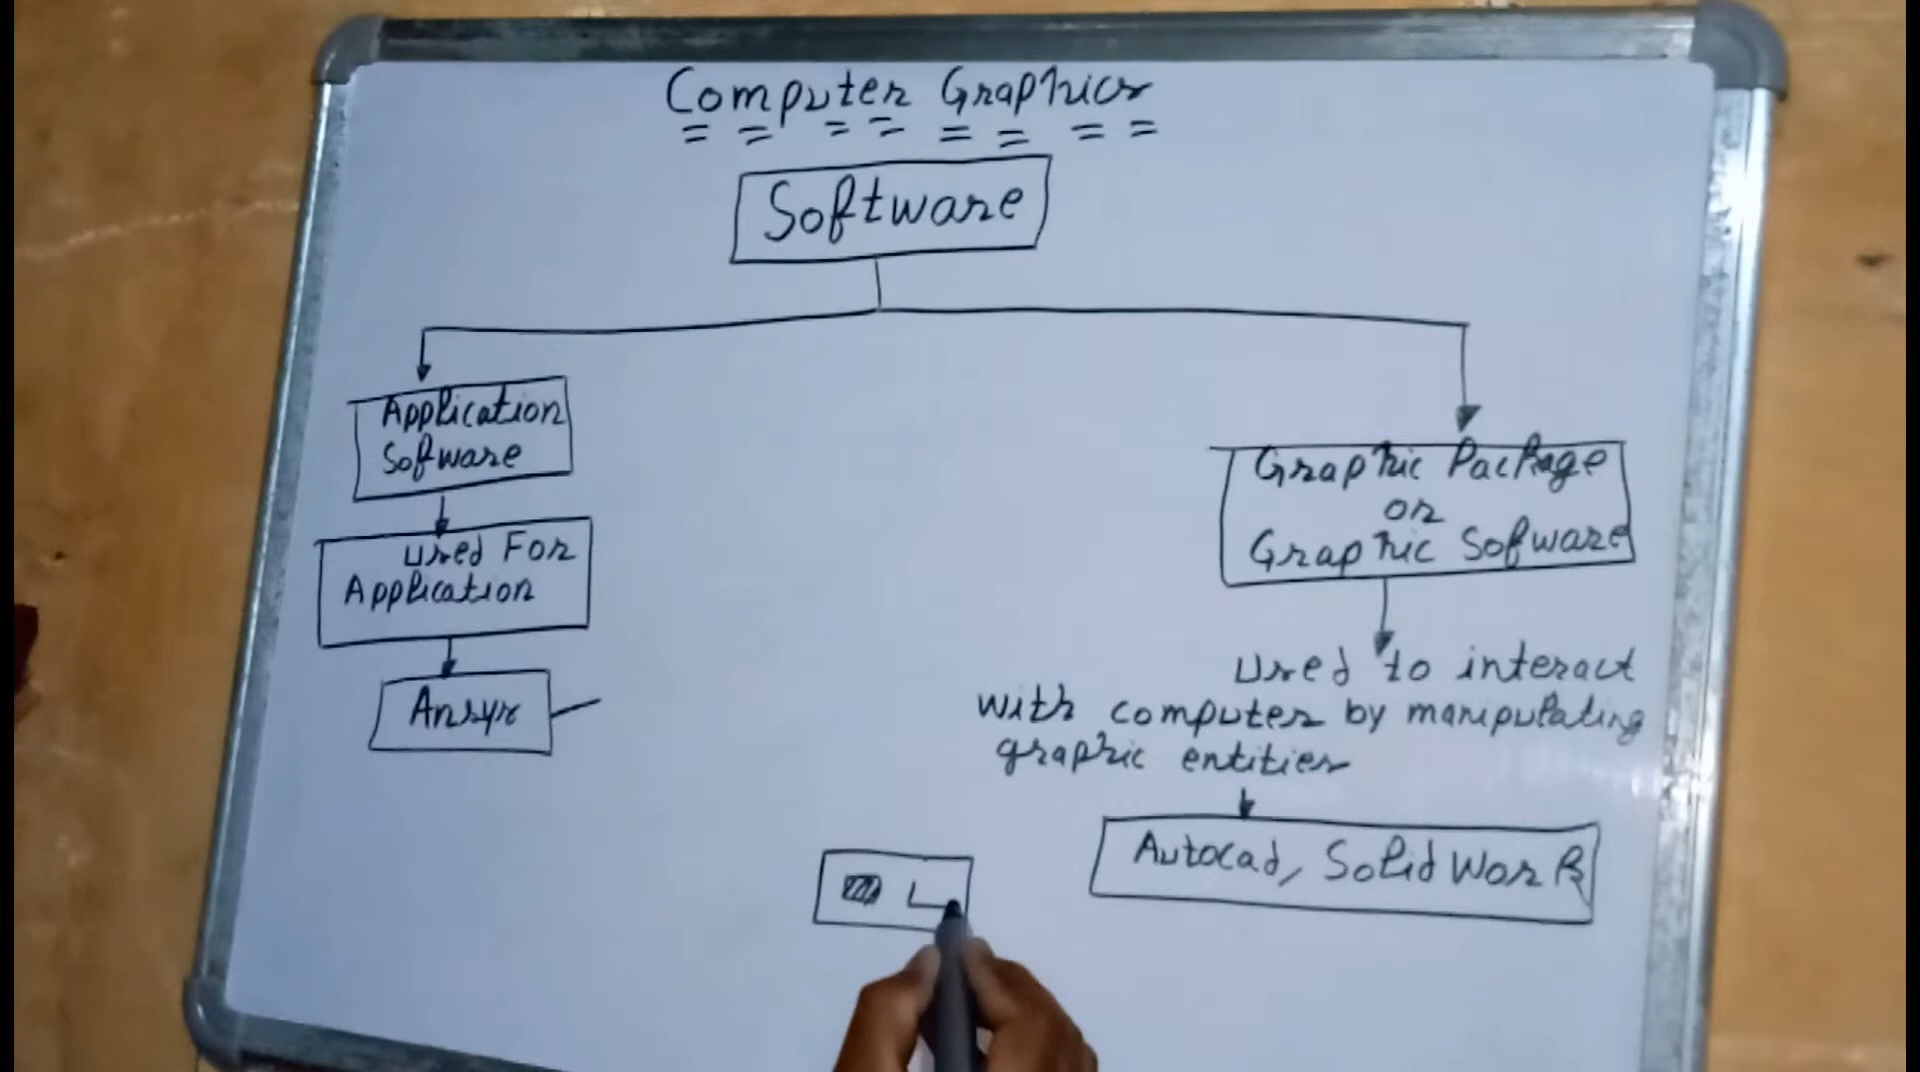 Computer Graphics
Software
Application
Sofware
Used For
Application
Ansys
Graphic Package
or
Graphic Sofware
Used to interact
with computer by manipulating
graphic entities
Autocad, Solid Work